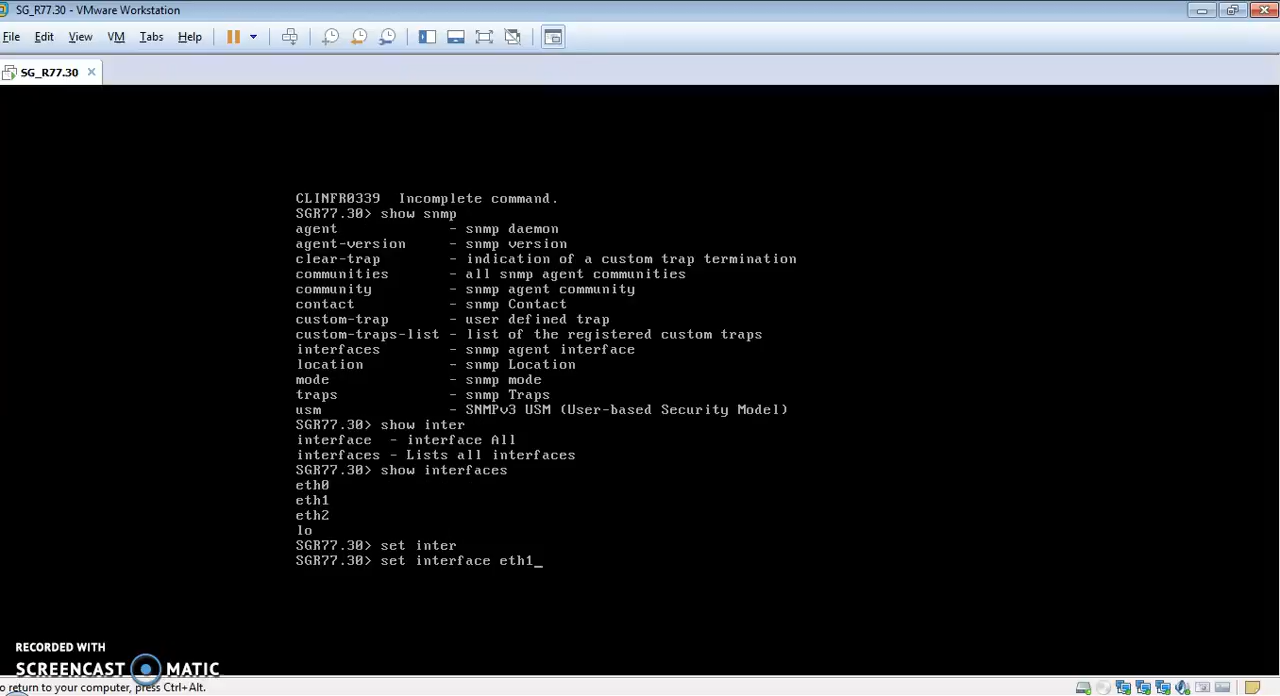 SG_R77.30 - VMware Workstation
File Edit View VM Tabs Help
SG_R77.30
CLINFR0339  Incomplete command.
SGR77.30> show snmp
agent - snmp daemon
agent-version - snmp version
clear-trap - indication of a custom trap termination
communities - all snmp agent communities
community - snmp agent community
contact - snmp Contact
custom-trap - user defined trap
custom-traps-list - list of the registered custom traps
interfaces - snmp agent interface
location - snmp Location
mode - snmp mode
traps - snmp Traps
usm - SNMPv3 USM (User-based Security Model)
SGR77.30> show inter
interface - interface All
interfaces - Lists all interfaces
SGR77.30> show interfaces
eth0
eth1
eth2
lo
SGR77.30> set inter
SGR77.30> set interface eth1_
RECORDED WITH
SCREENCAST MATIC
o return to your computer, press Ctrl+Alt.